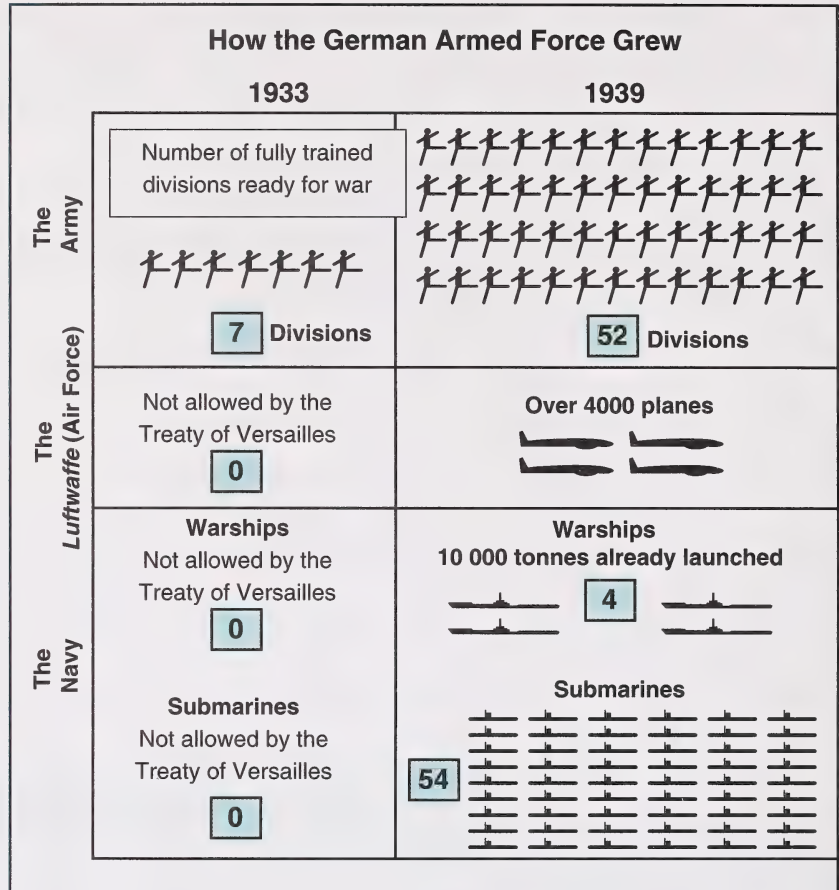 How the German Armed Force Grew
1933
1939
The
Army
Number of fully trained
divisions ready for war
7 Divisions
52 Divisions
The
Luftwaffe (Air Force)
Not allowed by the
Treaty of Versailles
0
Over 4000 planes
The
Navy
Warships
Not allowed by the
Treaty of Versailles
0
Warships
10 000 tonnes already launched
4
Submarines
Not allowed by the
Treaty of Versailles
0
Submarines
54